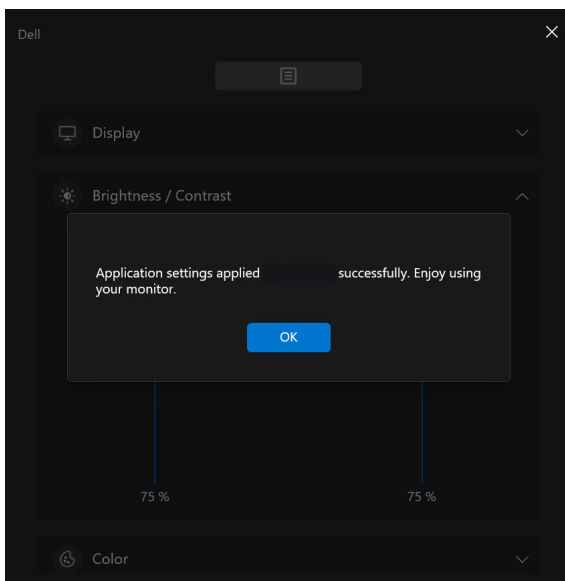 Dell
Display
Brightness / Contrast
Application settings applied successfully. Enjoy using
your monitor.
OK
75 %
75 %
Color